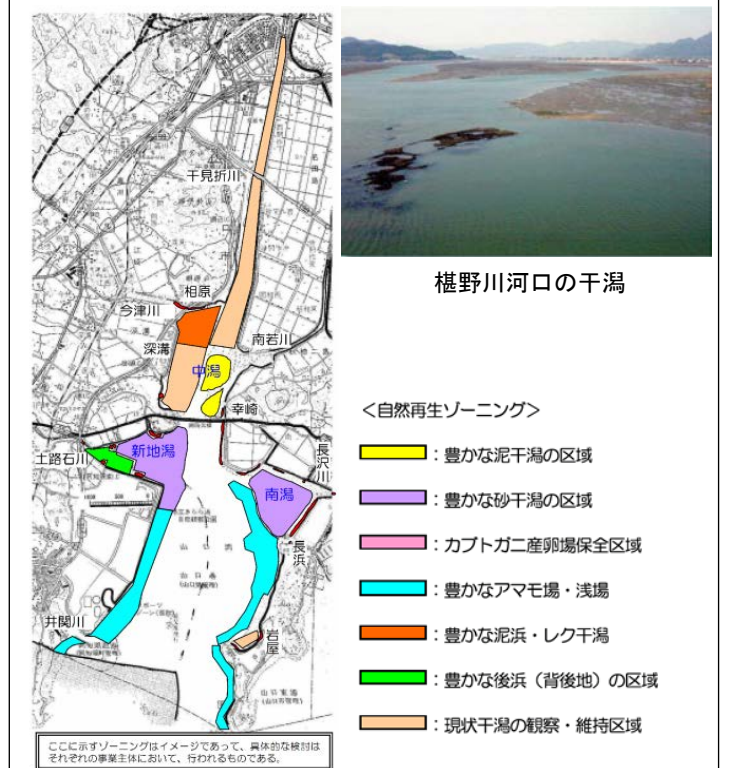 干見折川
相原
今津川
深溝
南若川
中潟
幸崎
土路石川
新地潟
長沢川
南潟
長浜
井関川
岩屋
ここに示すゾーニングはイメージであって、具体的な検討は
それぞれの事業主体において、行われるものである。
椹野川河口の干潟
＜自然再生ゾーニング＞
：豊かな泥干潟の区域
：豊かな砂干潟の区域
：カブトガニ産卵場保全区域
：豊かなアマモ場・浅場
：豊かな泥浜・レク干潟
：豊かな後浜（背後地）の区域
：現状干潟の観察・維持区域